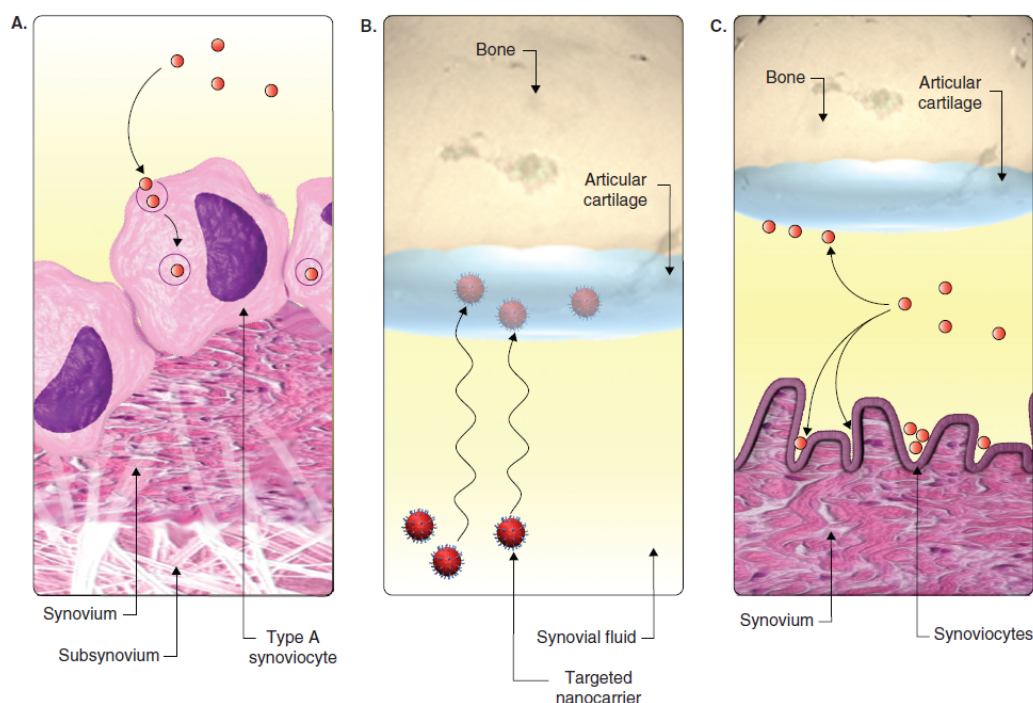 A.
Synovium
Subsynovium
Type A
synoviocyte
B.
Bone
Articular
cartilage
Synovial fluid
Targeted
nanocarrier
C.
Bone
Articular
cartilage
Synovium
Synoviocytes